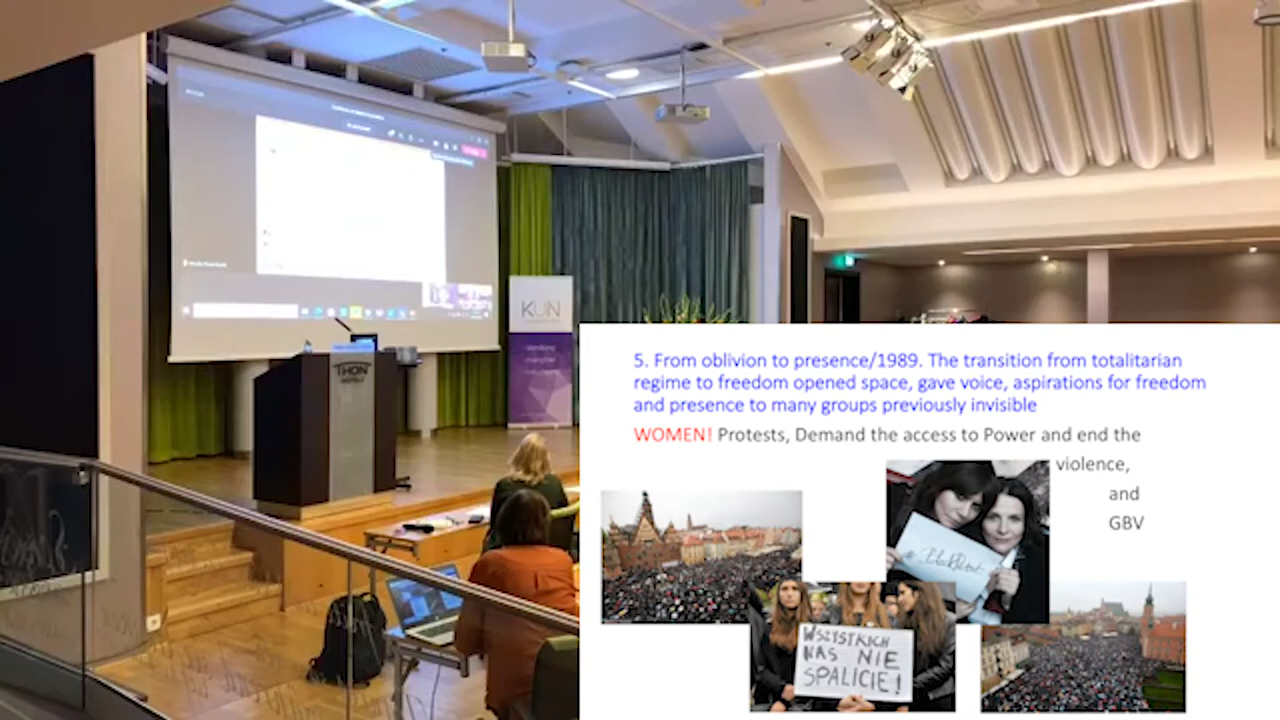 KUN
THON
HOTELS
5. From oblivion to presence/1989. The transition from totalitarian
regime to freedom opened space, gave voice, aspirations for freedom
and presence to many groups previously invisible
WOMEN! Protests, Demand the access to Power and end the
violence,
and
GBV
WSZYSTKICH
NAS NIE
SPALICIE!